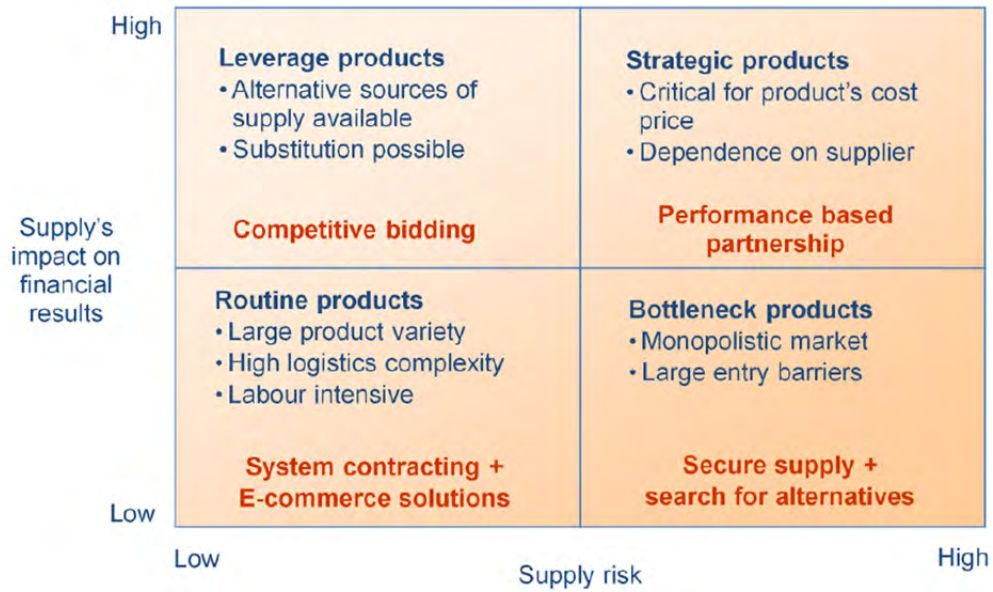 High
Leverage products
• Alternative sources of
supply available
• Substitution possible
Competitive bidding
Strategic products
• Critical for product's cost
price
• Dependence on supplier
Performance based
partnership
Supply's
impact on
financial
results
Routine products
• Large product variety
• High logistics complexity
• Labour intensive
System contracting +
E-commerce solutions
Bottleneck products
• Monopolistic market
• Large entry barriers
Secure supply +
search for alternatives
Low
Low
Supply risk
High